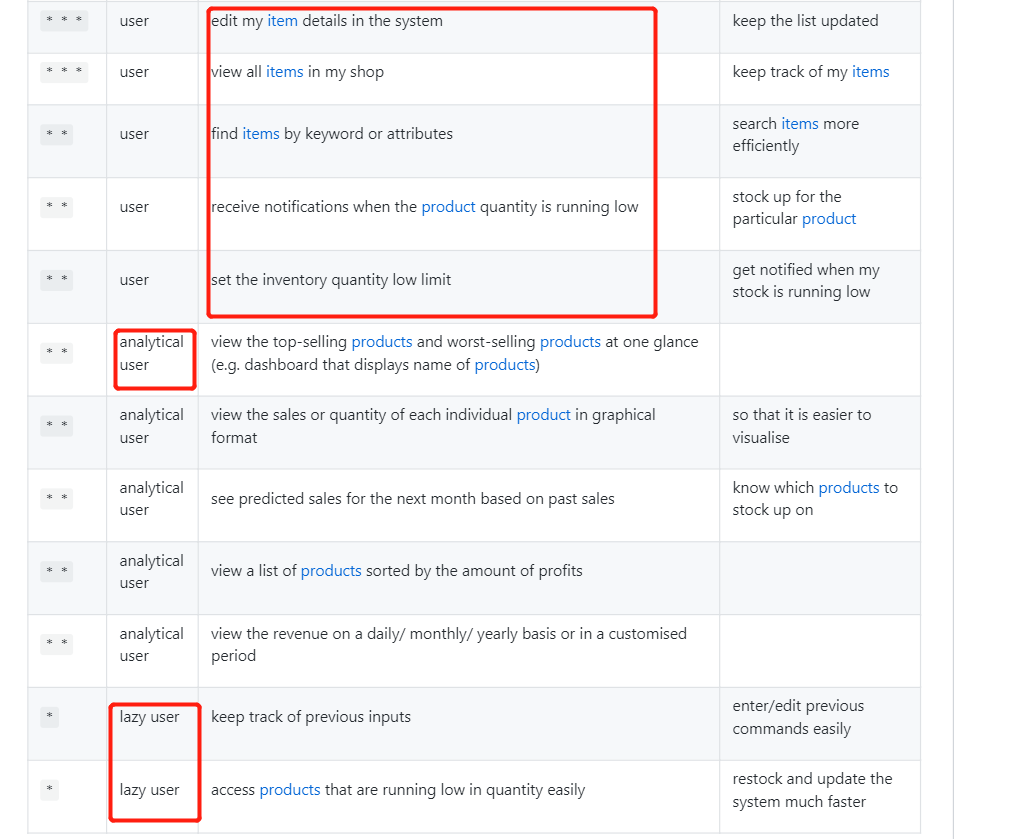 * * *
user
edit my item details in the system
keep the list updated
* * *
user
view all items in my shop
keep track of my items
* *
user
find items by keyword or attributes
search items more
efficiently
* *
user
receive notifications when the product quantity is running low
stock up for the
particular product
* *
user
set the inventory quantity low limit
get notified when my
stock is running low
* *
analytical
user
view the top-selling products and worst-selling products at one glance
(e.g. dashboard that displays name of products)
* *
analytical
user
view the sales or quantity of each individual product in graphical
format
so that it is easier to
visualise
* *
analytical
user
see predicted sales for the next month based on past sales
know which products to
stock up on
* *
analytical
user
view a list of products sorted by the amount of profits
* *
analytical
user
view the revenue on a daily/ monthly/ yearly basis or in a customised
period
*
lazy user
keep track of previous inputs
enter/edit previous
commands easily
*
lazy user
access products that are running low in quantity easily
restock and update the
system much faster